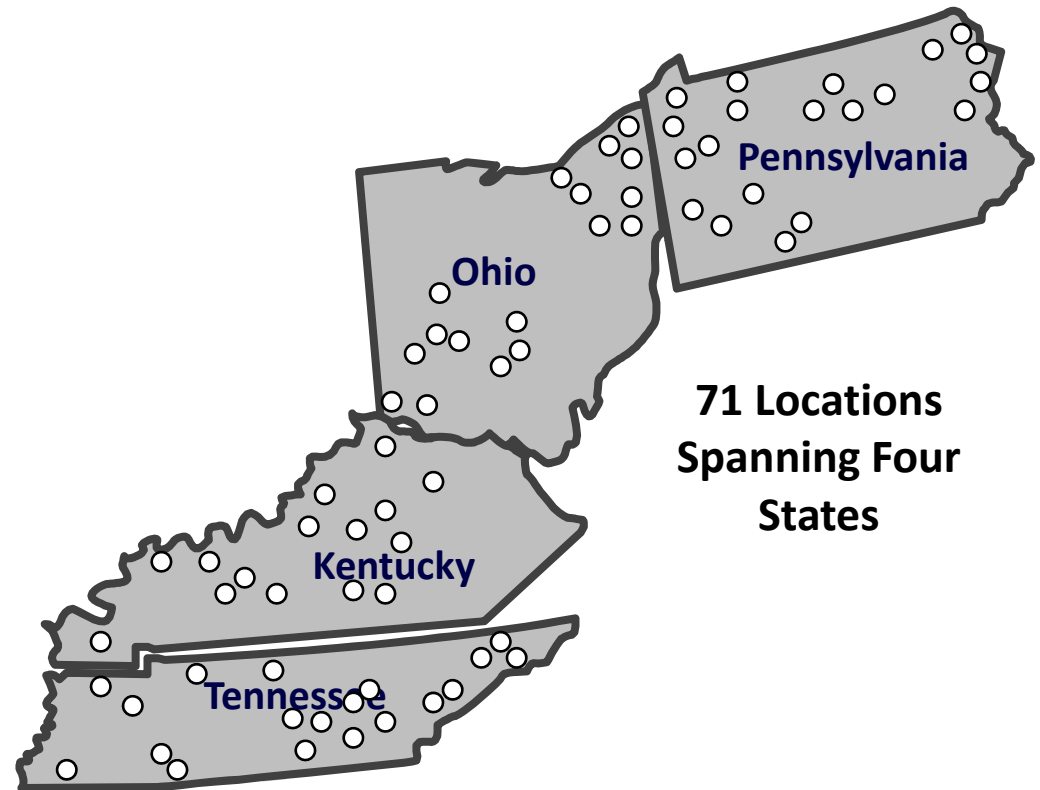 Pennsylvania
Ohio
71 Locations
Spanning Four
States
Kentucky
Tennessee